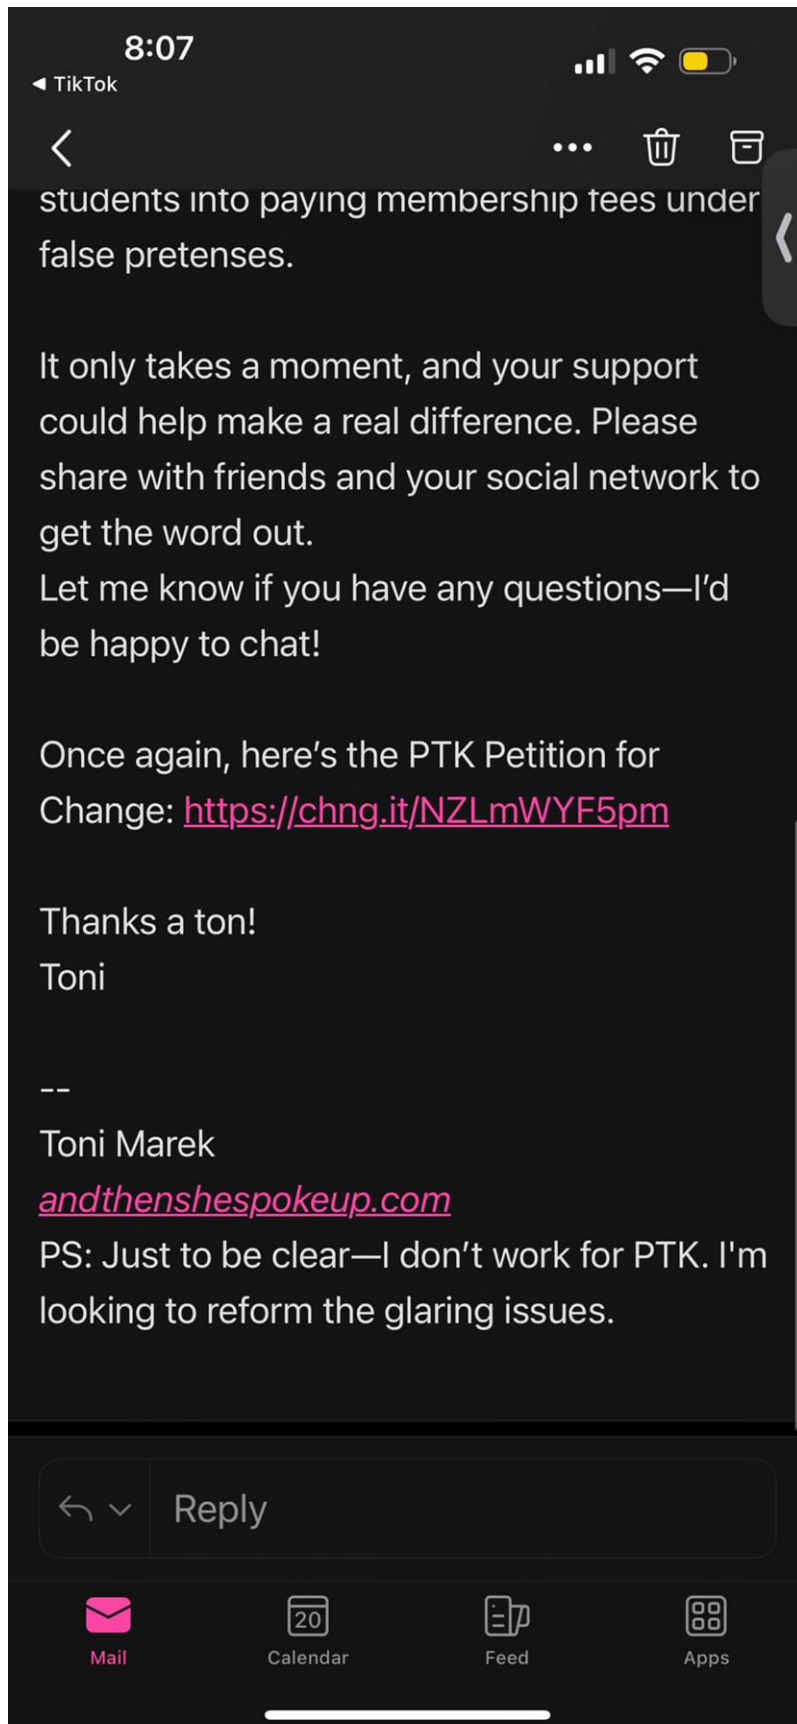 8:07
◀ TikTok
students into paying membership fees under
false pretenses.
It only takes a moment, and your support
could help make a real difference. Please
share with friends and your social network to
get the word out.
Let me know if you have any questions—I’d
be happy to chat!
Once again, here’s the PTK Petition for
Change: https://chng.it/NZLmWYF5pm
Thanks a ton!
Toni
--
Toni Marek
andthenshespokeup.com
PS: Just to be clear—I don’t work for PTK. I'm
looking to reform the glaring issues.
Reply
20
Mail Calendar Feed Apps